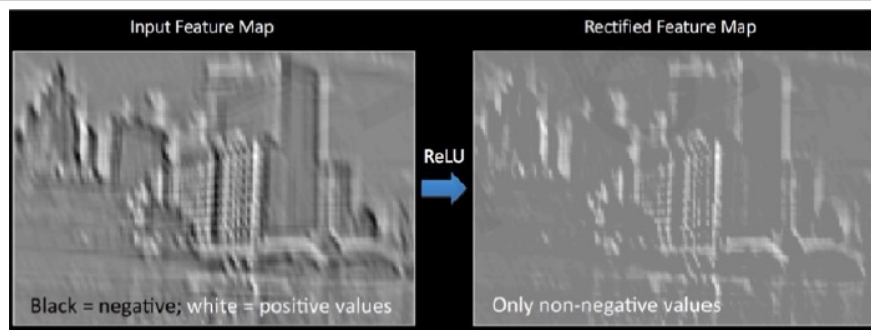 Input Feature Map
Rectified Feature Map
ReLU
Black = negative; white = positive values
Only non-negative values